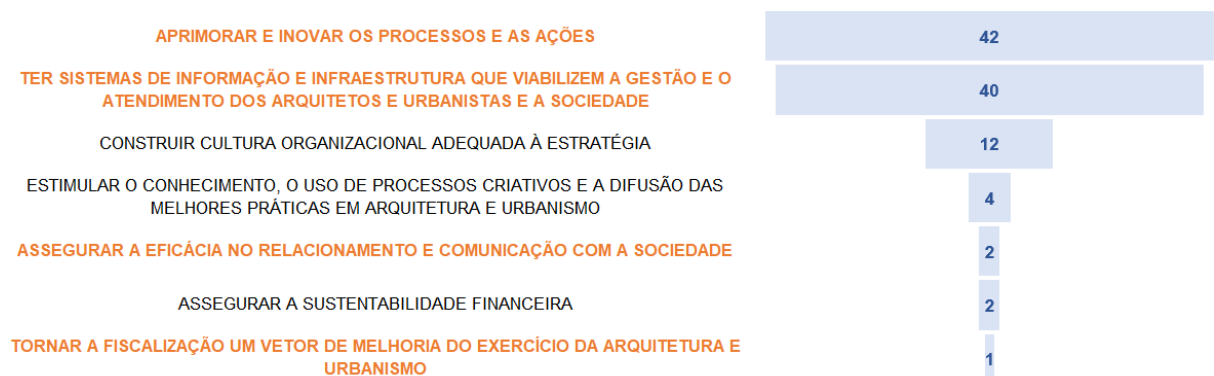 APRIMORAR E INOVAR OS PROCESSOS E AS AÇÕES
42
TER SISTEMAS DE INFORMAÇÃO E INFRAESTRUTURA QUE VIABILIZEM A GESTÃO E O
ATENDIMENTO DOS ARQUITETOS E URBANISTAS E A SOCIEDADE
40
CONSTRUIR CULTURA ORGANIZACIONAL ADEQUADA À ESTRATÉGIA
12
ESTIMULAR O CONHECIMENTO, O USO DE PROCESSOS CRIATIVOS E A DIFUSÃO DAS
MELHORES PRÁTICAS EM ARQUITETURA E URBANISMO
4
ASSEGURAR A EFICÁCIA NO RELACIONAMENTO E COMUNICAÇÃO COM A SOCIEDADE
2
ASSEGURAR A SUSTENTABILIDADE FINANCEIRA
2
TORNAR A FISCALIZAÇÃO UM VETOR DE MELHORIA DO EXERCÍCIO DA ARQUITETURA E
URBANISMO
1